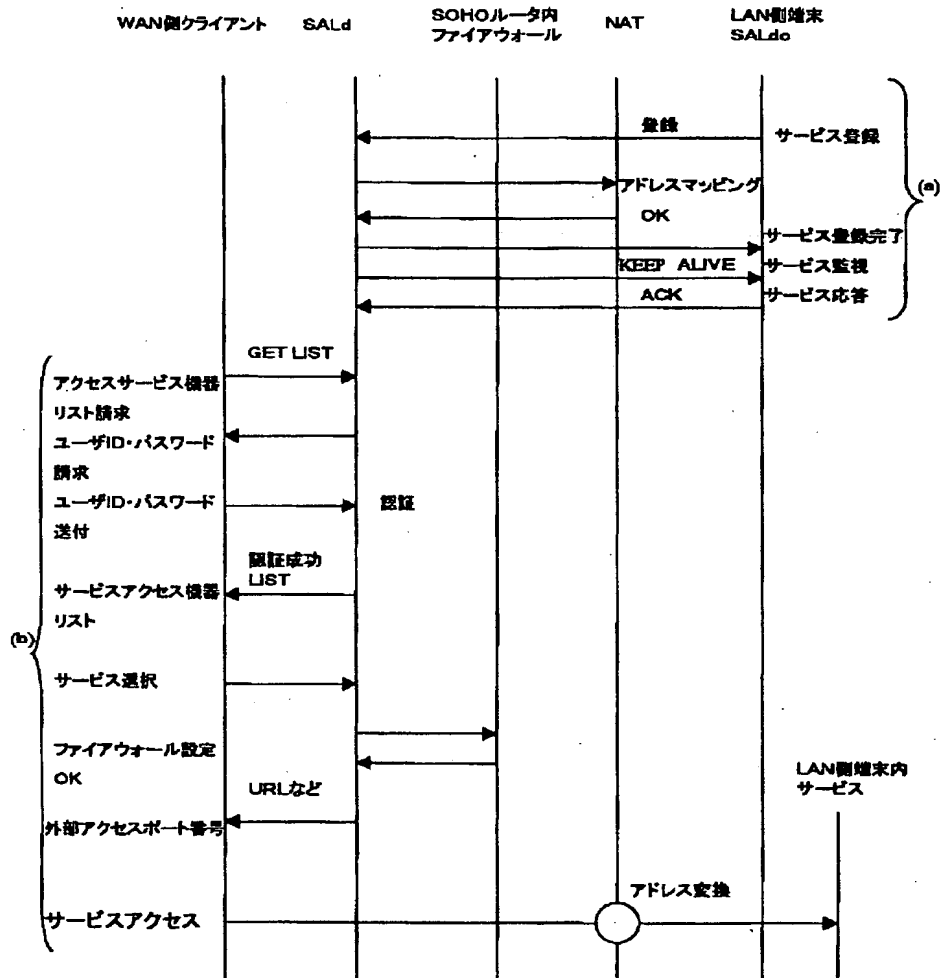 WAN側クライアント
SALd
SOHOルータ内
ファイアウォール
NAT
LAN側端末
SALdc
登録
サービス登録
アドレスマッピング
OK
サービス登録完了
KEEP ALIVE
サービス監視
ACK
サービス応答
(a)
GET LIST
アクセスサービス機器
リスト請求
ユーザID・パスワード
請求
ユーザID・パスワード
送付
認証
認証成功
LIST
サービスアクセス機器
リスト
(b)
サービス選択
ファイアウォール設定
OK
URLなど
外部アクセスポート番号
LAN側端末内
サービス
アドレス変換
サービスアクセス